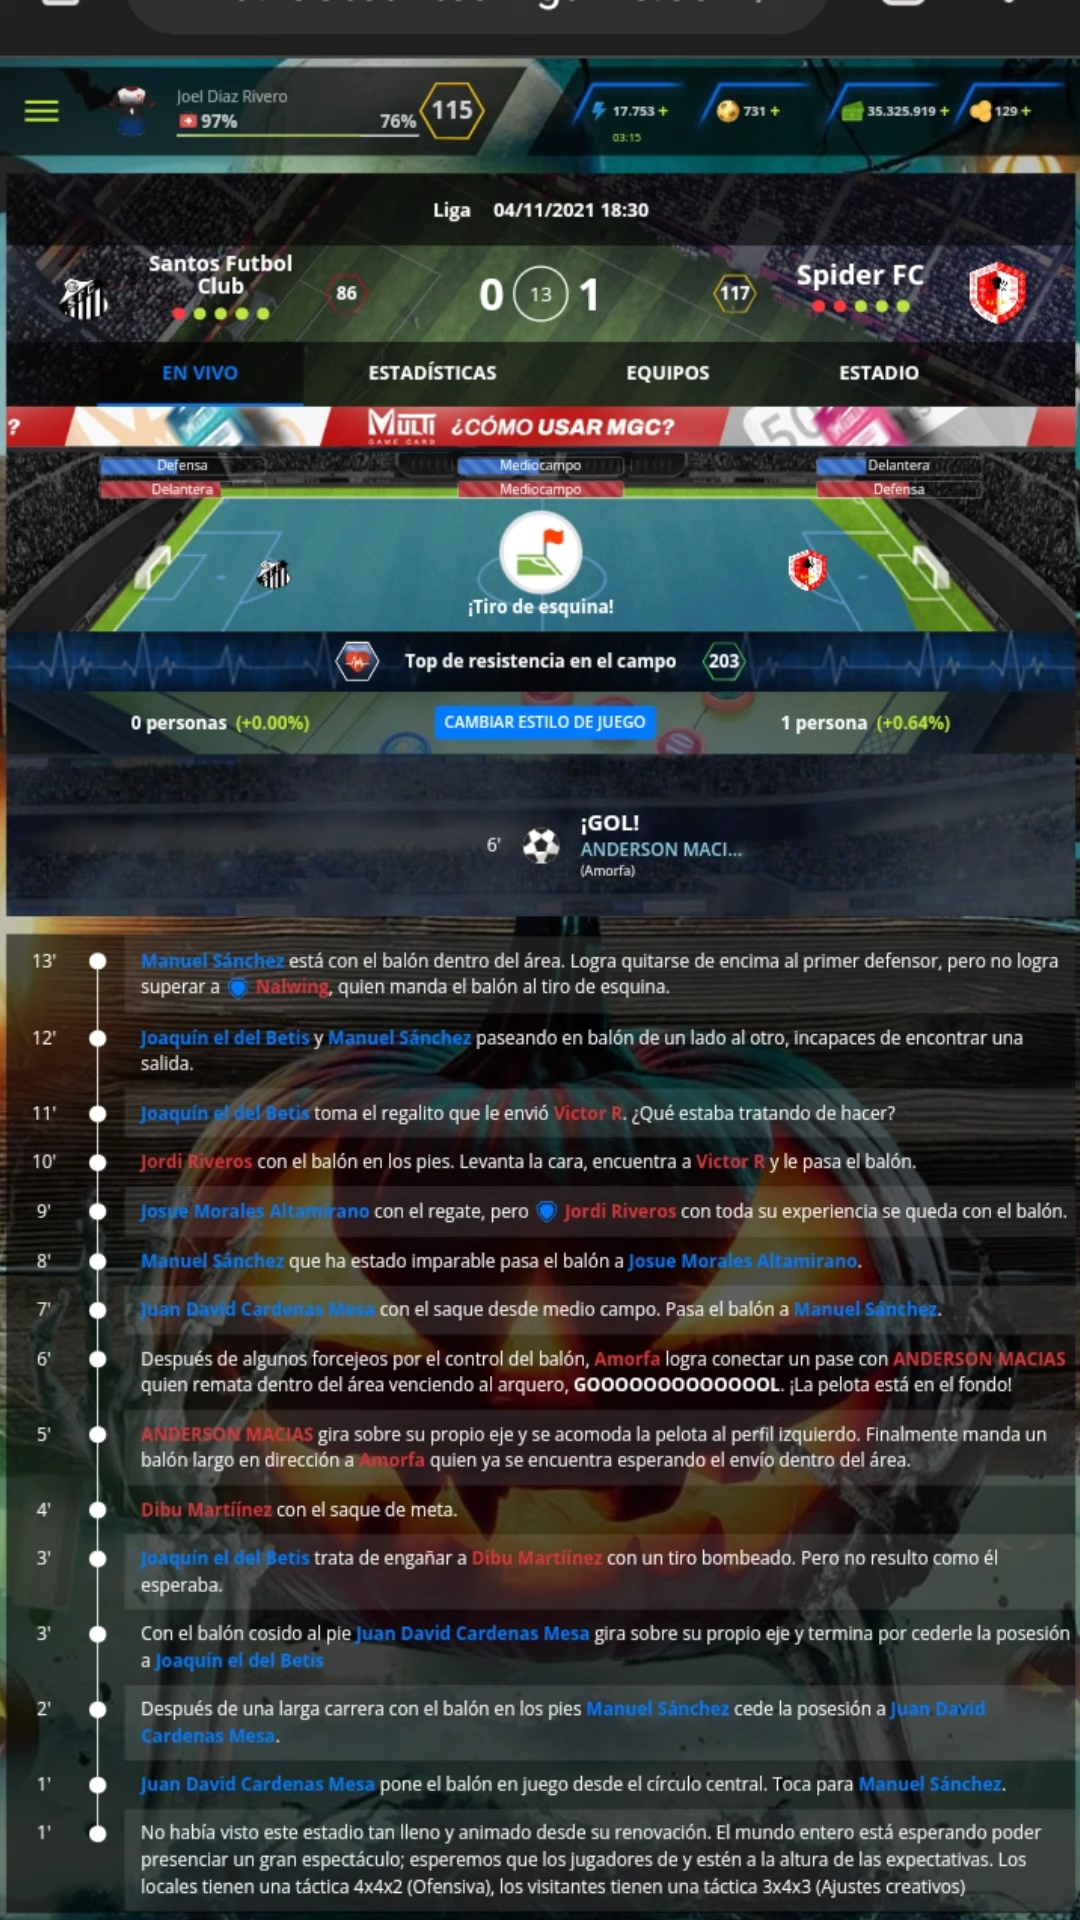 Joel Diaz Rivero
97%
76%
115
17.753 +
03:15
731 +
35.325.919 +
129 +
Liga 04/11/2021 18:30
Santos Futbol
Club
86
0 13 1
117
Spider FC
EN VIVO
ESTADÍSTICAS
EQUIPOS
ESTADIO
?
MULTI
GAME CARD
¿CÓMO USAR MGC?
50
Defensa
Mediocampo
Delantera
Delantera
Mediocampo
Defensa
¡Tiro de esquina!
Top de resistencia en el campo 203
0 personas (+0.00%)
CAMBIAR ESTILO DE JUEGO
1 persona (+0.64%)
6'
¡GOL!
ANDERSON MACI...
(Amorfa)
13' Manuel Sánchez está con el balón dentro del área. Logra quitarse de encima al primer defensor, pero no logra
superar a Nalwing, quien manda el balón al tiro de esquina.
12' Joaquín el del Betis y Manuel Sánchez paseando en balón de un lado al otro, incapaces de encontrar una
salida.
11' Joaquín el del Betis toma el regalito que le envió Victor R. ¿Qué estaba tratando de hacer?
10' Jordi Riveros con el balón en los pies. Levanta la cara, encuentra a Victor R y le pasa el balón.
9' Josue Morales Altamirano con el regate, pero Jordi Riveros con toda su experiencia se queda con el balón.
8' Manuel Sánchez que ha estado imparable pasa el balón a Josue Morales Altamirano.
7' Juan David Cardenas Mesa con el saque desde medio campo. Pasa el balón a Manuel Sánchez.
6' Después de algunos forcejeos por el control del balón, Amorfa logra conectar un pase con ANDERSON MACIAS
quien remata dentro del área venciendo al arquero, GOOOOOOOOOOOOOL. ¡La pelota está en el fondo!
5' ANDERSON MACIAS gira sobre su propio eje y se acomoda la pelota al perfil izquierdo. Finalmente manda un
balón largo en dirección a Amorfa quien ya se encuentra esperando el envío dentro del área.
4' Dibu Martíínez con el saque de meta.
3' Joaquín el del Betis trata de engañar a Dibu Martíínez con un tiro bombeado. Pero no resulto como él
esperaba.
3' Con el balón cosido al pie Juan David Cardenas Mesa gira sobre su propio eje y termina por cederle la posesión
a Joaquín el del Betis
2' Después de una larga carrera con el balón en los pies Manuel Sánchez cede la posesión a Juan David
Cardenas Mesa.
1' Juan David Cardenas Mesa pone el balón en juego desde el círculo central. Toca para Manuel Sánchez.
1' No había visto este estadio tan lleno y animado desde su renovación. El mundo entero está esperando poder
presenciar un gran espectáculo; esperemos que los jugadores de y estén a la altura de las expectativas. Los
locales tienen una táctica 4x4x2 (Ofensiva), los visitantes tienen una táctica 3x4x3 (Ajustes creativos)